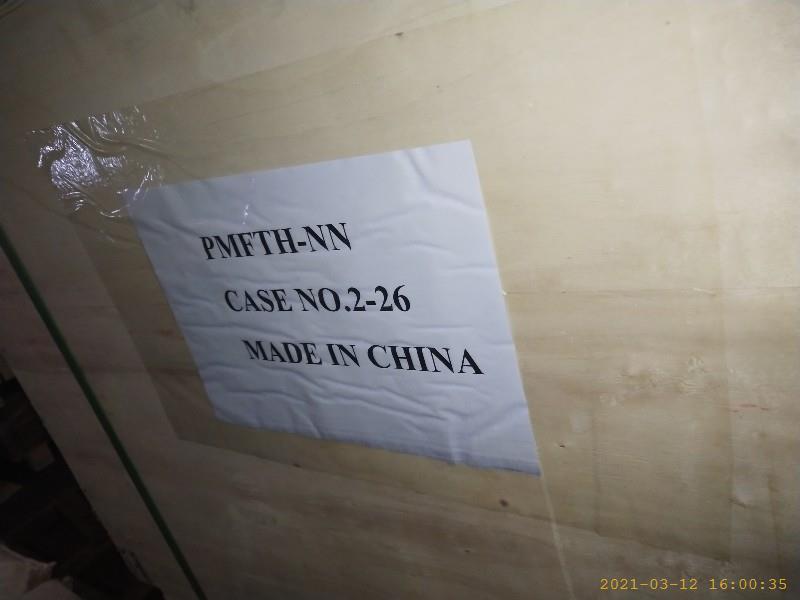 PMFTH-NN
CASE NO.2-26
MADE IN CHINA
2021-03-12 16:00:35